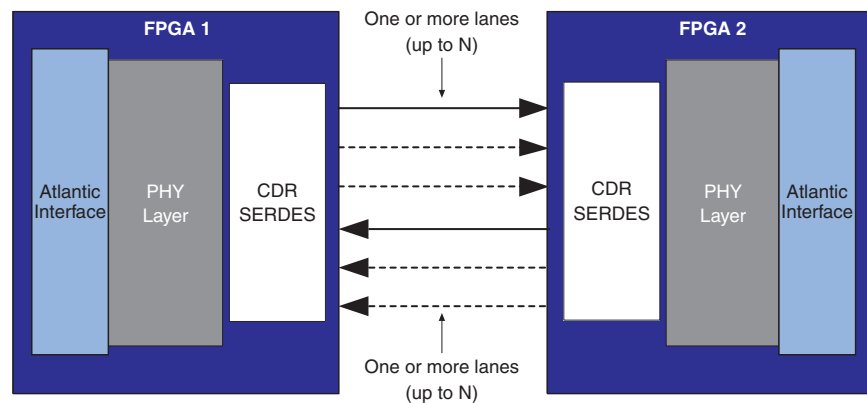 FPGA 1
One or more lanes
(up to N)
FPGA 2
Atlantic
Interface
PHY
Layer
CDR
SERDES
CDR
SERDES
PHY
Layer
Atlantic
Interface
One or more lanes
(up to N)